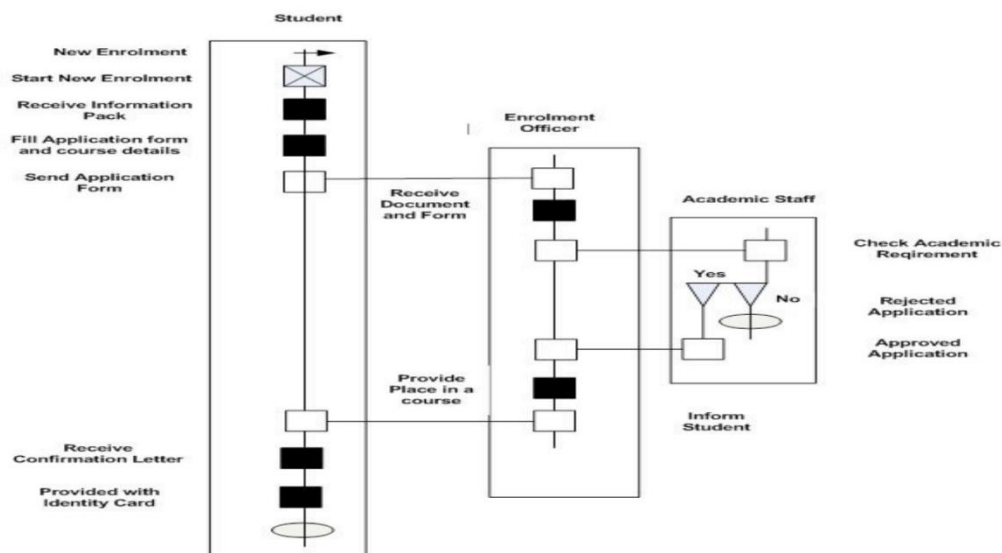 Student
New Enrolment
Start New Enrolment
Receive Information
Pack
Fill Application form
and course details
Send Application
Form
Enrolment
Officer
Receive
Document
and Form
Academic Staff
Check Academic
Reqirement
Yes
No
Rejected
Application
Approved
Application
Provide
Place in a
course
Inform
Student
Receive
Confirmation Letter
Provided with
Identity Card